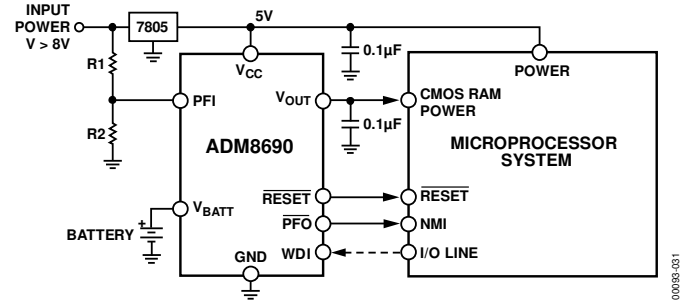 INPUT
POWER
V > 8V
7805
5V
R1
R2
0.1µF
VCC
PFI
VOUT
0.1µF
ADM8690
VBATT
BATTERY
+
RESET
PFO
WDI
GND
POWER
CMOS RAM
POWER
MICROPROCESSOR
SYSTEM
RESET
NMI
I/O LINE
00093-031